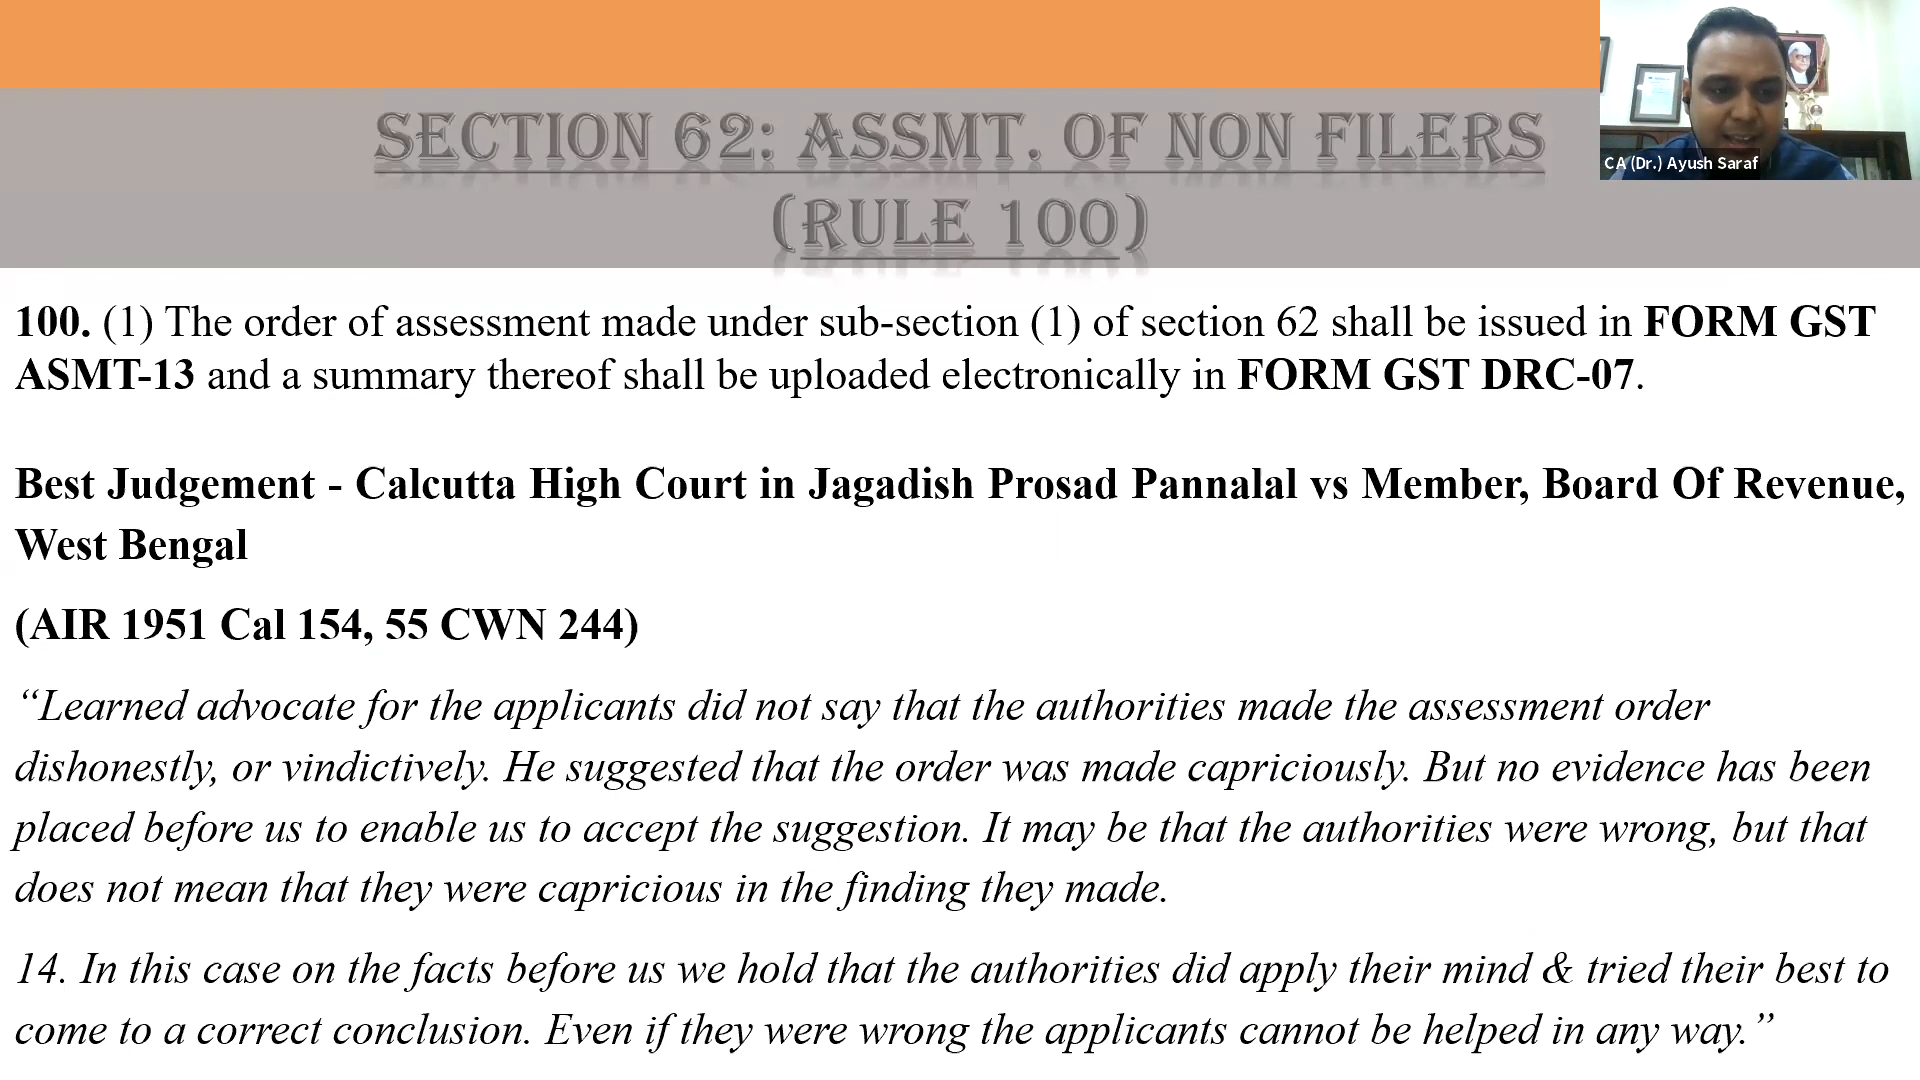 SECTION 62: ASSMT. OF NON FILERS
(RULE 100)
CA (Dr.) Ayush Saraf
100. (1) The order of assessment made under sub-section (1) of section 62 shall be issued in FORM GST
ASMT-13 and a summary thereof shall be uploaded electronically in FORM GST DRC-07.
Best Judgement - Calcutta High Court in Jagadish Prosad Pannalal vs Member, Board Of Revenue,
West Bengal
(AIR 1951 Cal 154, 55 CWN 244)
“Learned advocate for the applicants did not say that the authorities made the assessment order
dishonestly, or vindictively. He suggested that the order was made capriciously. But no evidence has been
placed before us to enable us to accept the suggestion. It may be that the authorities were wrong, but that
does not mean that they were capricious in the finding they made.
14. In this case on the facts before us we hold that the authorities did apply their mind & tried their best to
come to a correct conclusion. Even if they were wrong the applicants cannot be helped in any way.”